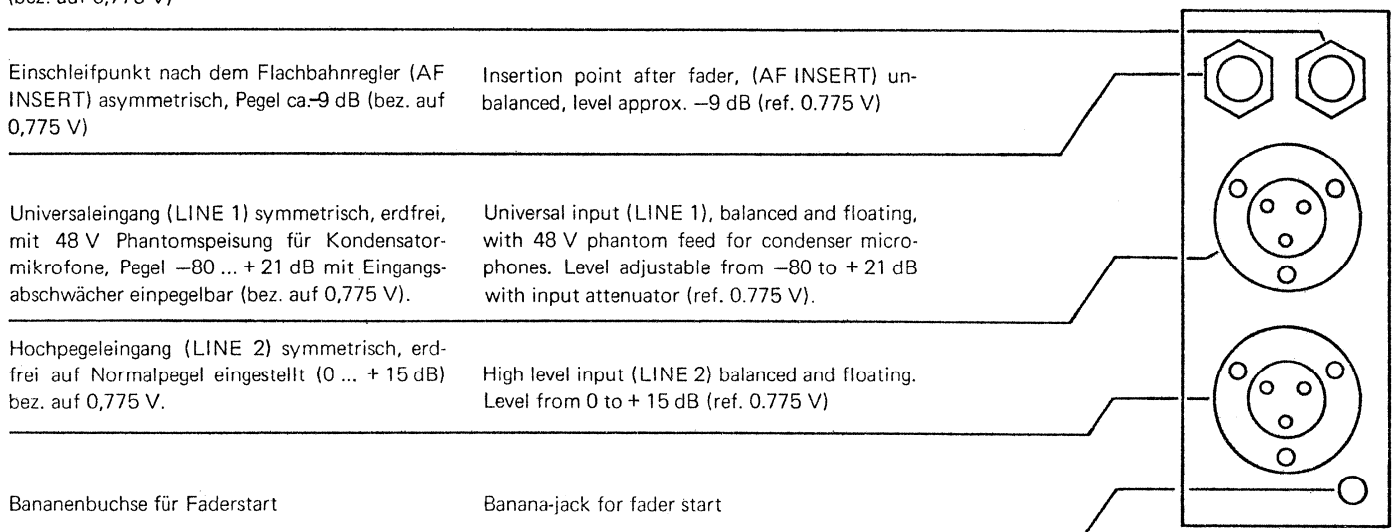 (bez. auf 0,775 V)
Einschleifpunkt nach dem Flachbahnregler (AF
INSERT) asymmetrisch, Pegel ca.–9 dB (bez. auf
0,775 V)
Insertion point after fader, (AF INSERT) un-
balanced, level approx. –9 dB (ref. 0.775 V)
Universaleingang (LINE 1) symmetrisch, erdfrei,
mit 48 V Phantomspeisung für Kondensator-
mikrofone, Pegel –80 ... + 21 dB mit Eingangs-
abschwächer einpegelbar (bez. auf 0,775 V).
Universal input (LINE 1), balanced and floating,
with 48 V phantom feed for condenser micro-
phones. Level adjustable from –80 to + 21 dB
with input attenuator (ref. 0.775 V).
Hochpegeleingang (LINE 2) symmetrisch, erd-
frei auf Normalpegel eingestellt (0 ... + 15 dB)
bez. auf 0,775 V.
High level input (LINE 2) balanced and floating.
Level from 0 to + 15 dB (ref. 0.775 V)
Bananenbuchse für Faderstart
Banana-jack for fader start